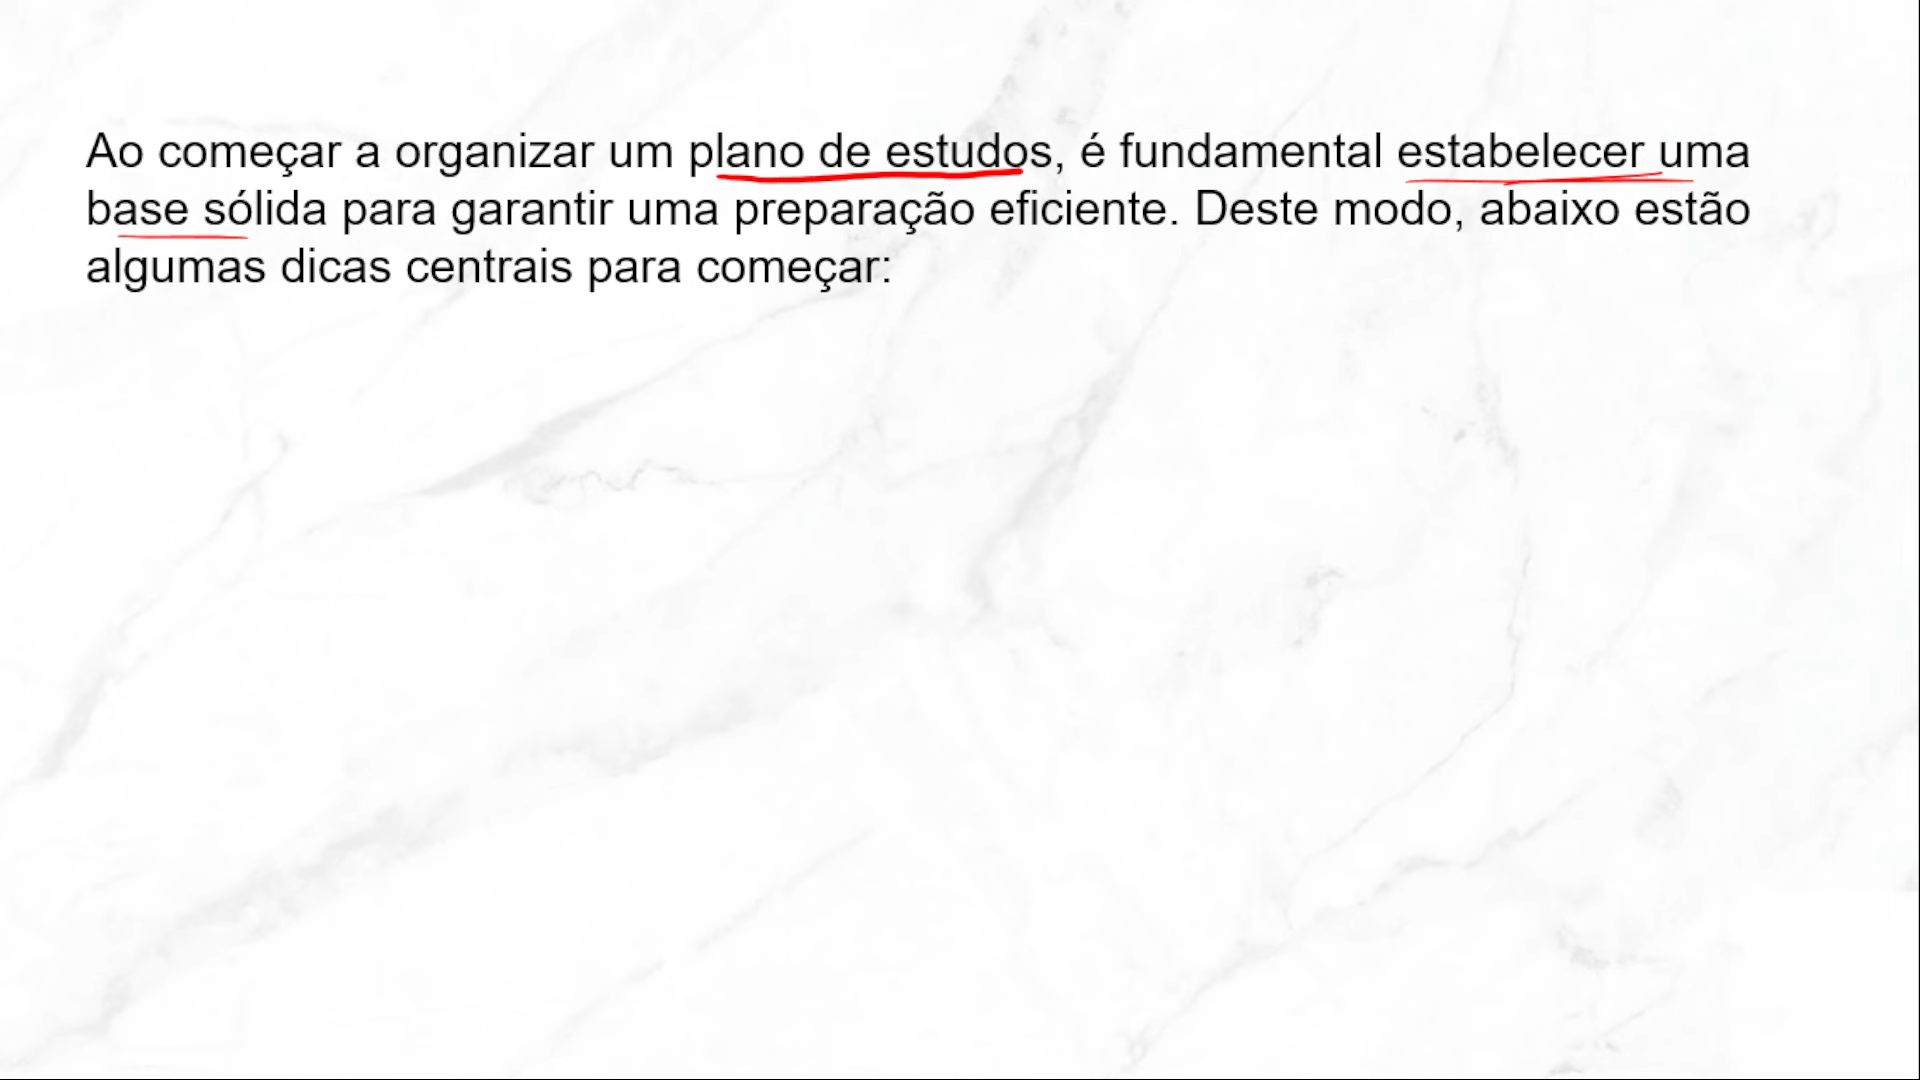 Ao começar a organizar um plano de estudos, é fundamental estabelecer uma
base sólida para garantir uma preparação eficiente. Deste modo, abaixo estão
algumas dicas centrais para começar: